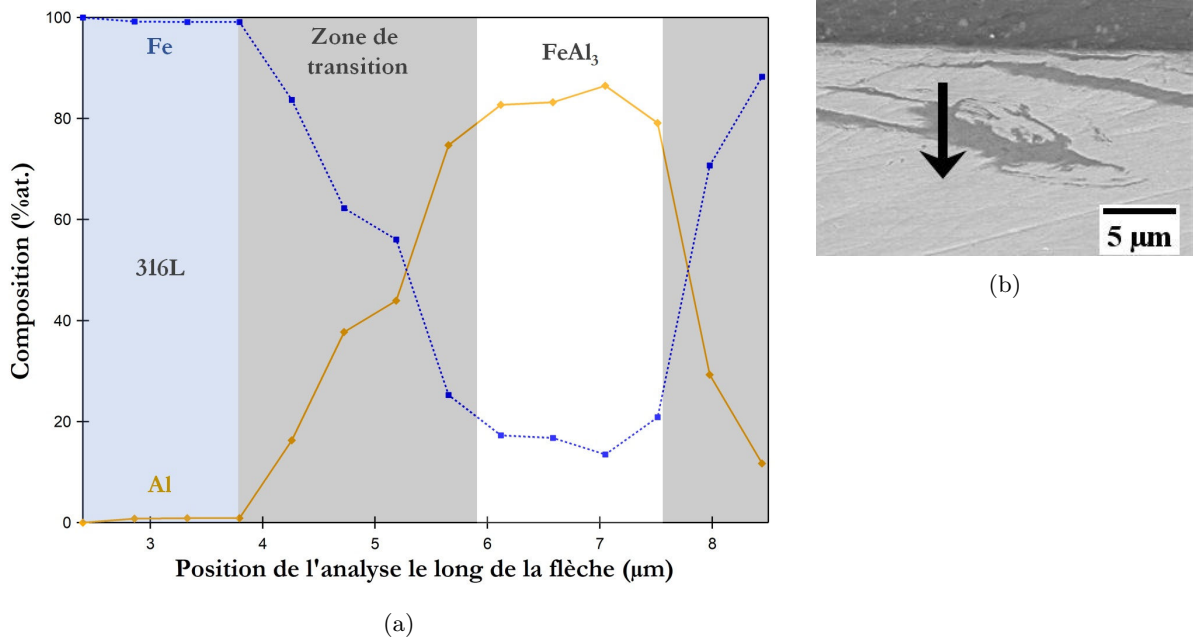 100
80
60
40
20
0
Composition (%at.)
Fe
Zone de
transition
FeAl₃
316L
Al
3
4
5
6
7
8
Position de l'analyse le long de la flèche (µm)
(a)
5 µm
(b)